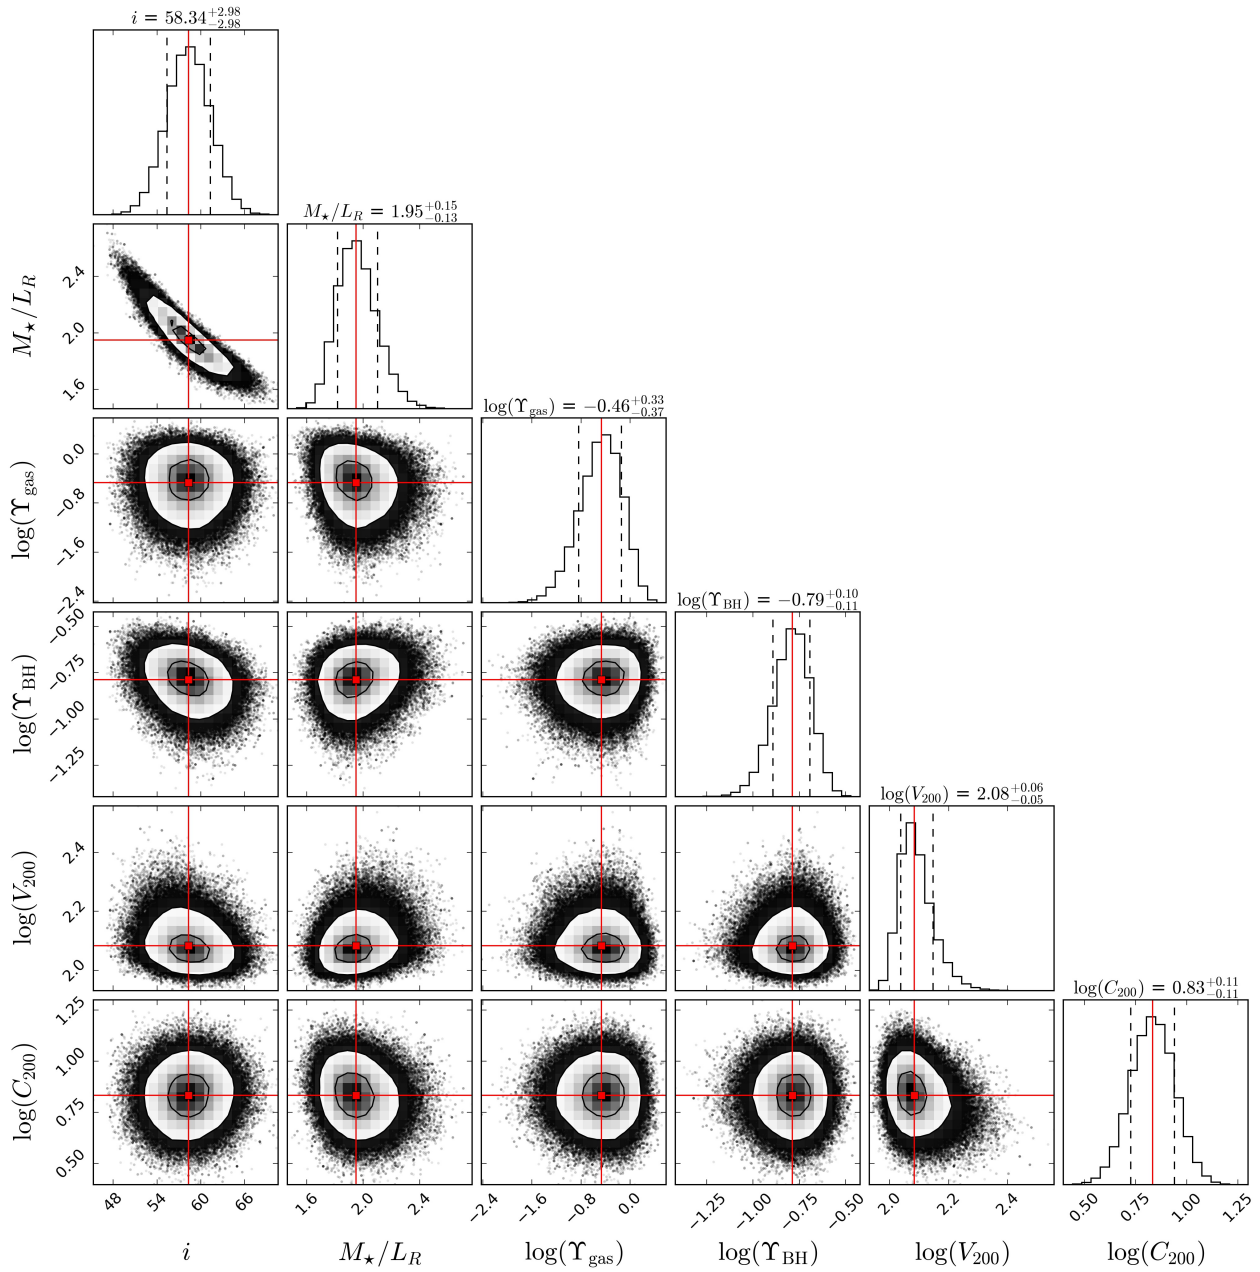 i = 58.34 +2.98 −2.98
M★/L_R = 1.95 +0.15 −0.13
M★/L_R
2.4
2.0
1.6
log(Υ_gas) = −0.46 +0.33 −0.37
log(Υ_gas)
0.0
−0.8
−1.6
−2.4
log(Υ_BH) = −0.79 +0.10 −0.11
log(Υ_BH)
−0.50
−0.75
−1.00
−1.25
log(V_200) = 2.08 +0.06 −0.05
log(V_200)
2.4
2.2
2.0
log(C_200) = 0.83 +0.11 −0.11
log(C_200)
1.25
1.00
0.75
0.50
48 54 60 66
1.6 2.0 2.4
−2.4 −1.6 −0.8 0.0
−1.25 −1.00 −0.75 −0.50
2.0 2.2 2.4
0.50 0.75 1.00 1.25
i M★/L_R log(Υ_gas) log(Υ_BH) log(V_200) log(C_200)